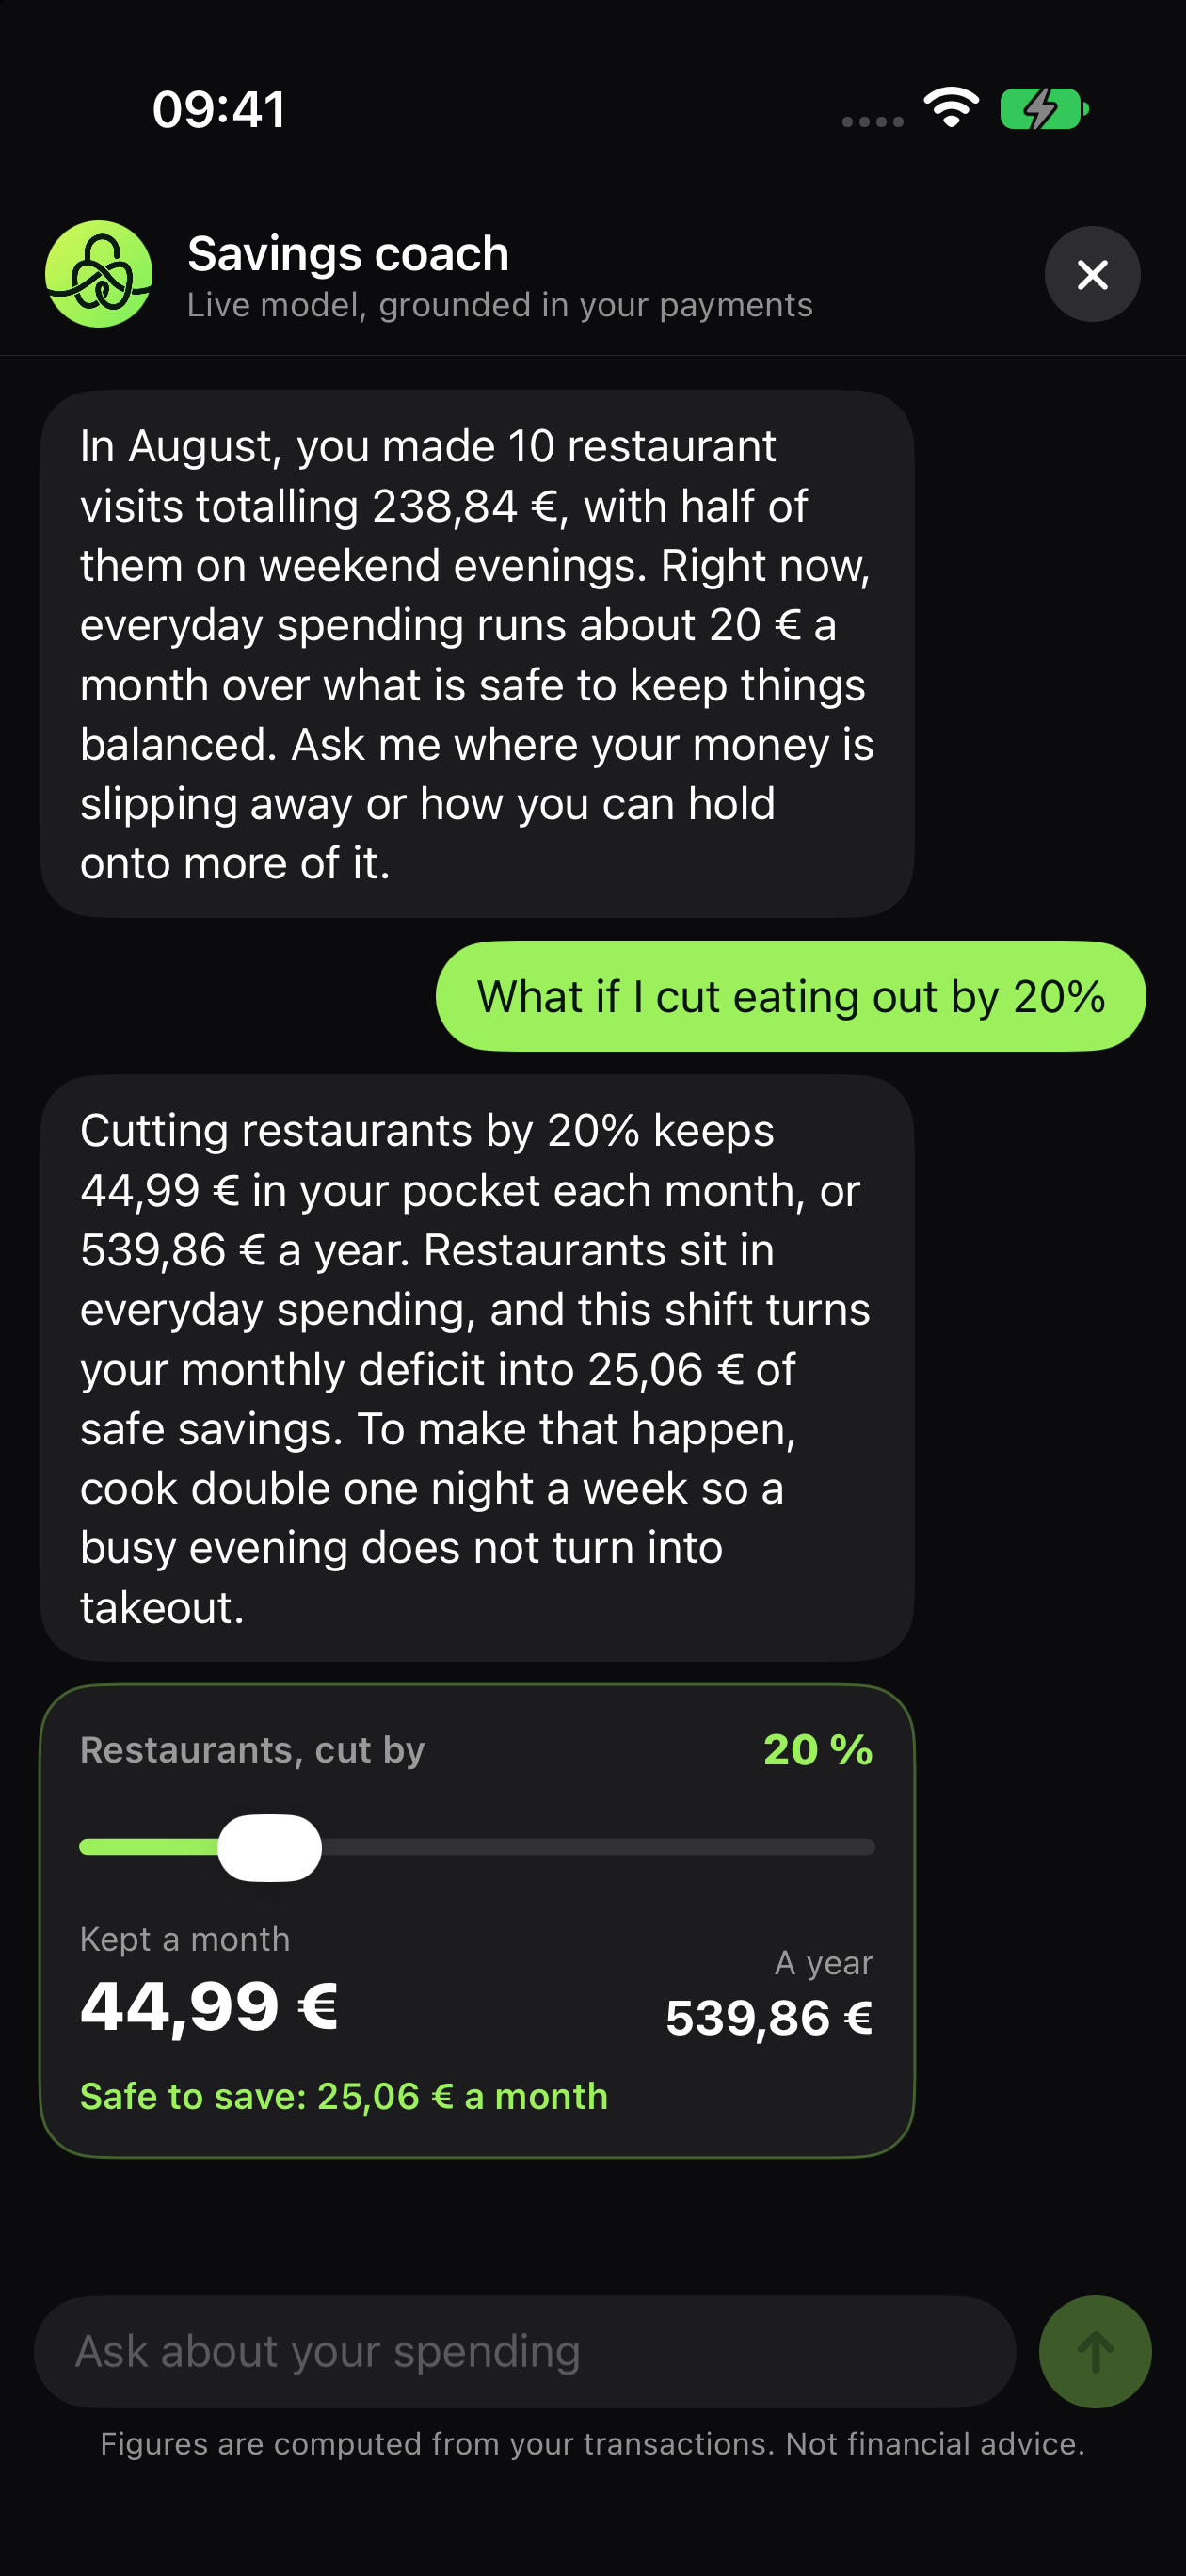 09:41
Savings coach
Live model, grounded in your payments
In August, you made 10 restaurant
visits totalling 238,84 €, with half of
them on weekend evenings. Right now,
everyday spending runs about 20 € a
month over what is safe to keep things
balanced. Ask me where your money is
slipping away or how you can hold
onto more of it.
What if I cut eating out by 20%
Cutting restaurants by 20% keeps
44,99 € in your pocket each month, or
539,86 € a year. Restaurants sit in
everyday spending, and this shift turns
your monthly deficit into 25,06 € of
safe savings. To make that happen,
cook double one night a week so a
busy evening does not turn into
takeout.
Restaurants, cut by 20 %
Kept a month
A year
44,99 €
539,86 €
Safe to save: 25,06 € a month
Ask about your spending
Figures are computed from your transactions. Not financial advice.